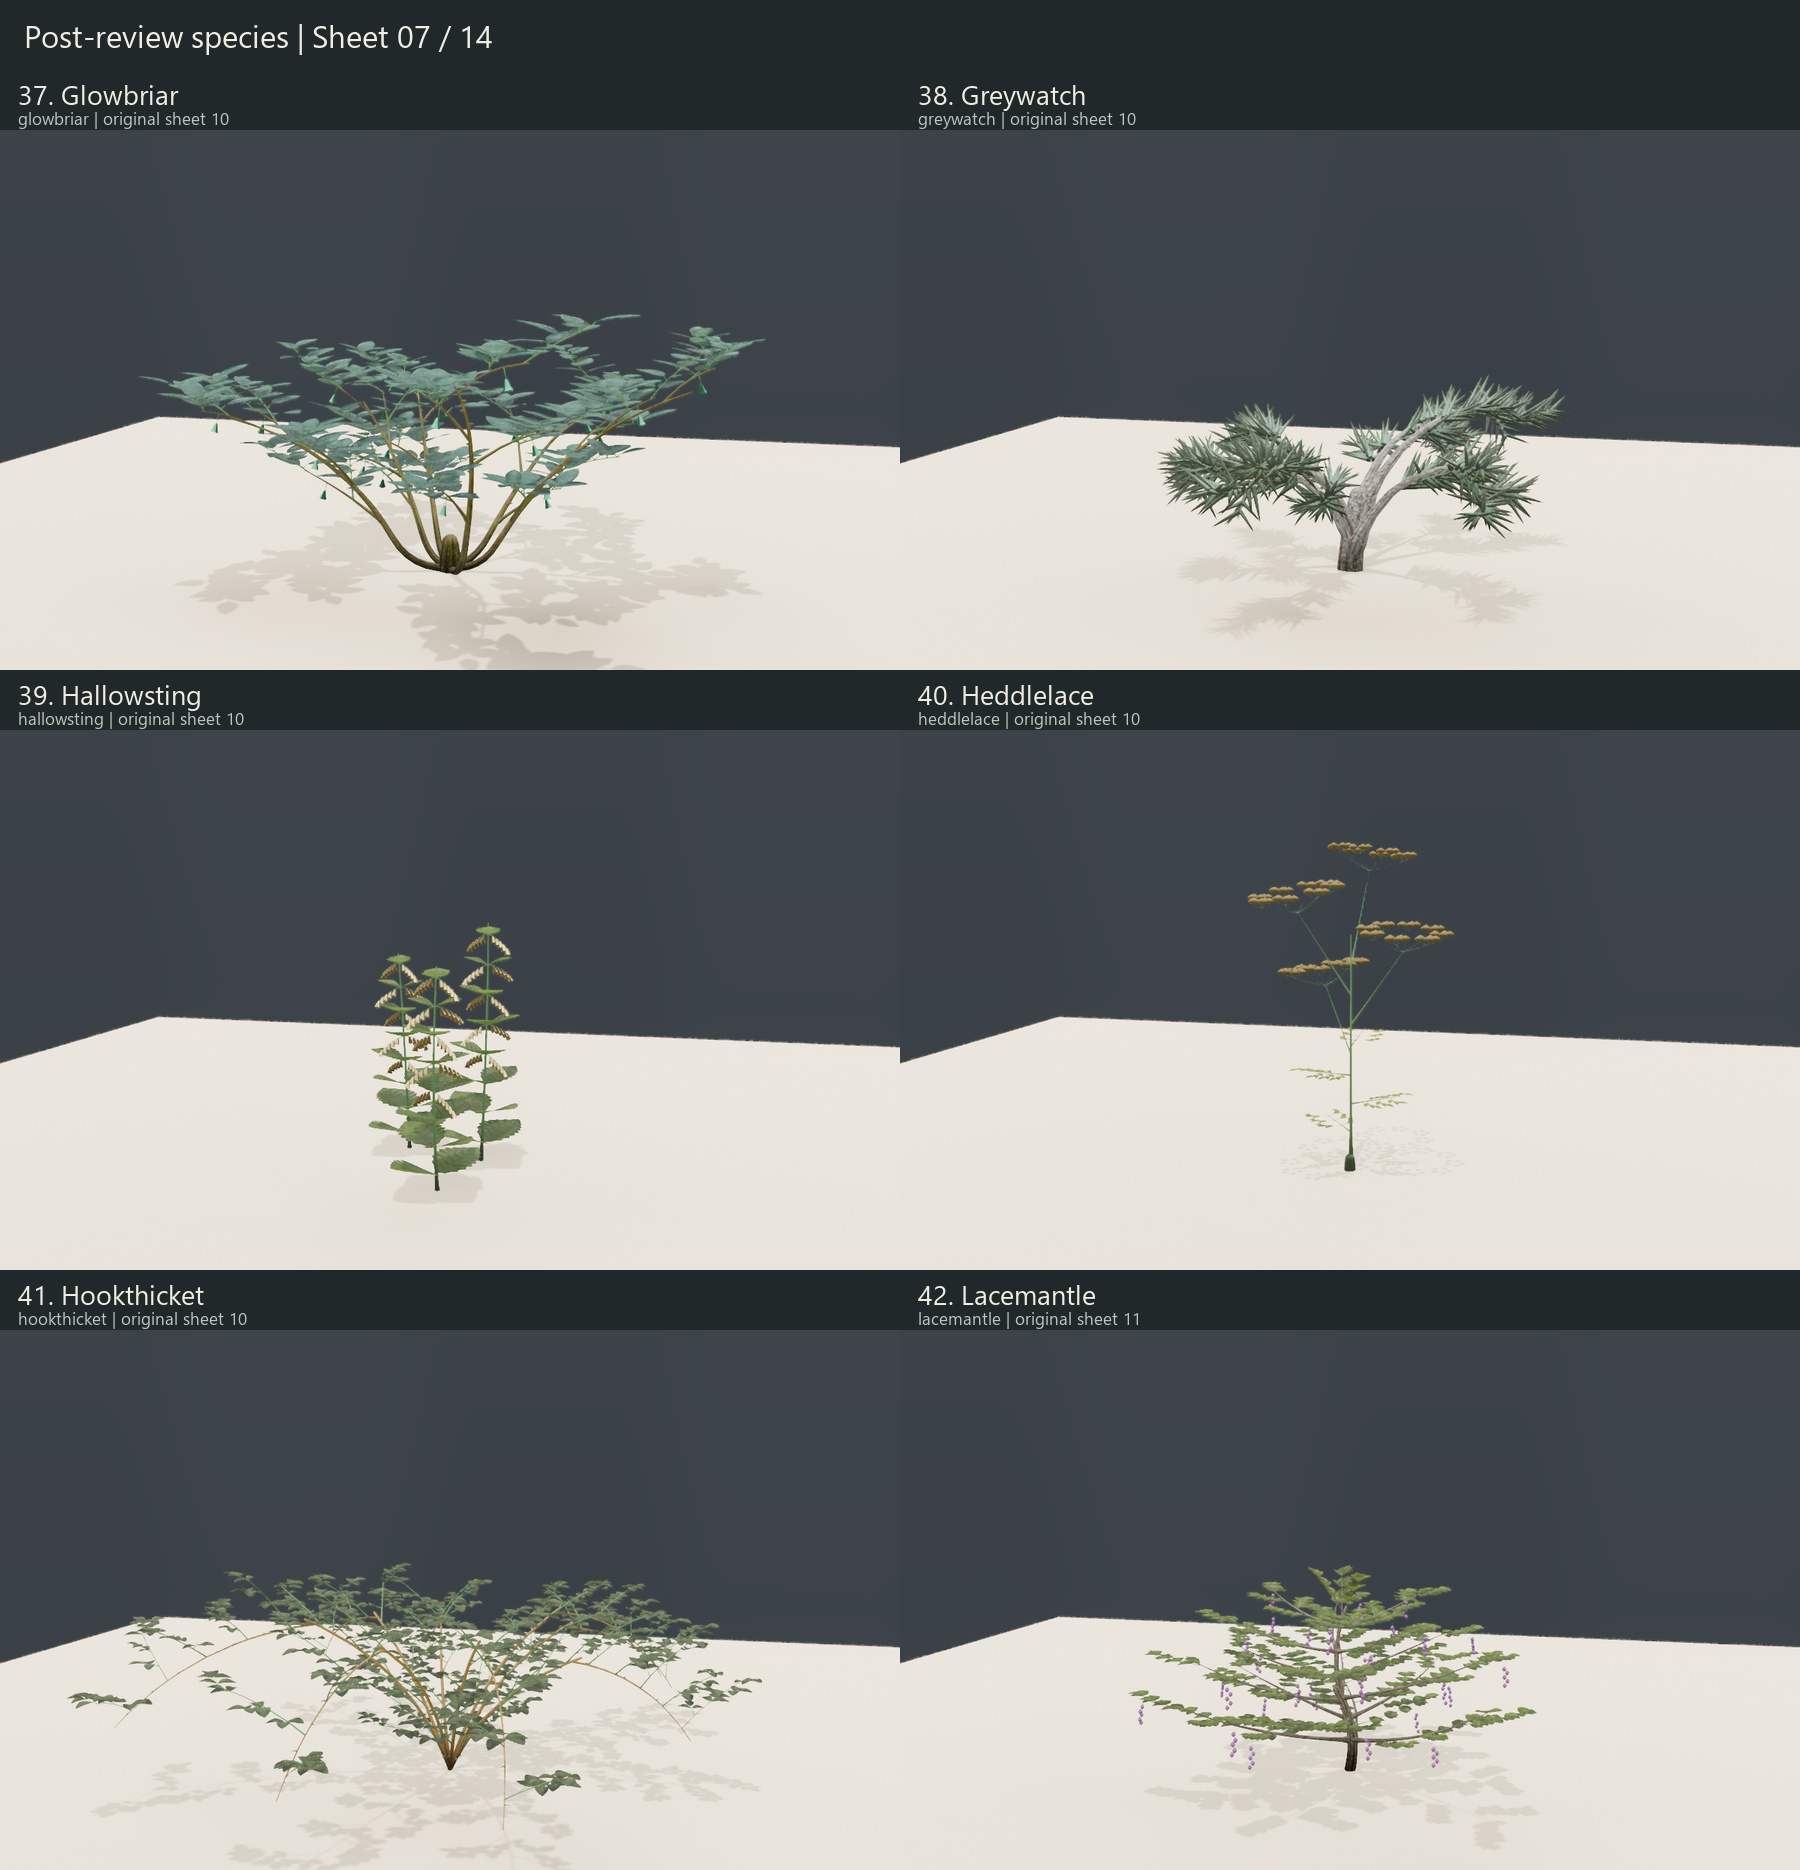 Post-review species | Sheet 07 / 14
37. Glowbriar
glowbriar | original sheet 10
38. Greywatch
greywatch | original sheet 10
39. Hallowsting
hallowsting | original sheet 10
40. Heddlelace
heddlelace | original sheet 10
41. Hookthicket
hookthicket | original sheet 10
42. Lacemantle
lacemantle | original sheet 11